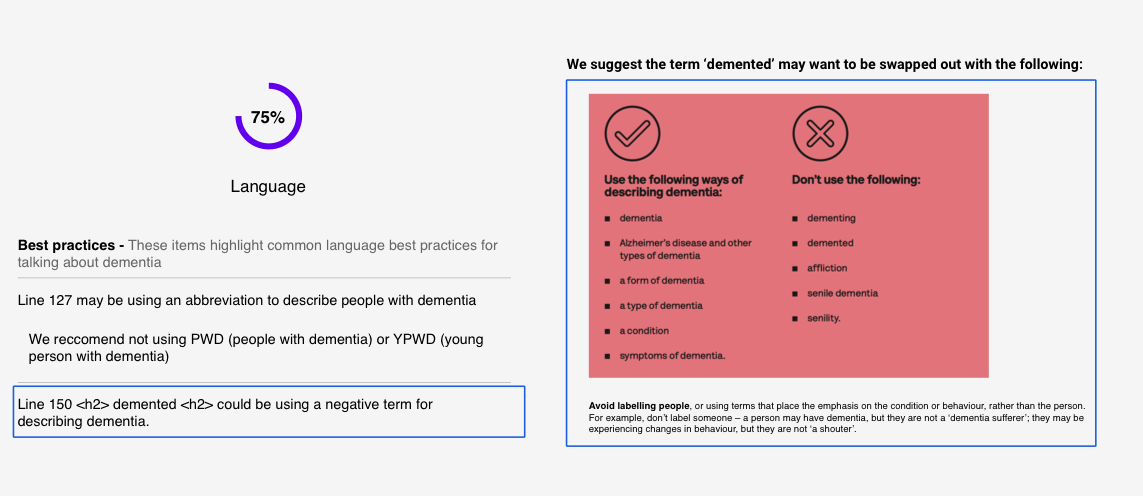 75%
Language
Best practices - These items highlight common language best practices for
talking about dementia
Line 127 may be using an abbreviation to describe people with dementia
We reccomend not using PWD (people with dementia) or YPWD (young
person with dementia)
Line 150 <h2> demented <h2> could be using a negative term for
describing dementia.
We suggest the term ‘demented’ may want to be swapped out with the following:
Use the following ways of
describing dementia:
■ dementia
■ Alzheimer’s disease and other
types of dementia
■ a form of dementia
■ a type of dementia
■ a condition
■ symptoms of dementia.
Don’t use the following:
■ dementing
■ demented
■ affliction
■ senile dementia
■ senility.
Avoid labelling people, or using terms that place the emphasis on the condition or behaviour, rather than the person.
For example, don’t label someone – a person may have dementia, but they are not a ‘dementia sufferer’; they may be
experiencing changes in behaviour, but they are not ‘a shouter’.